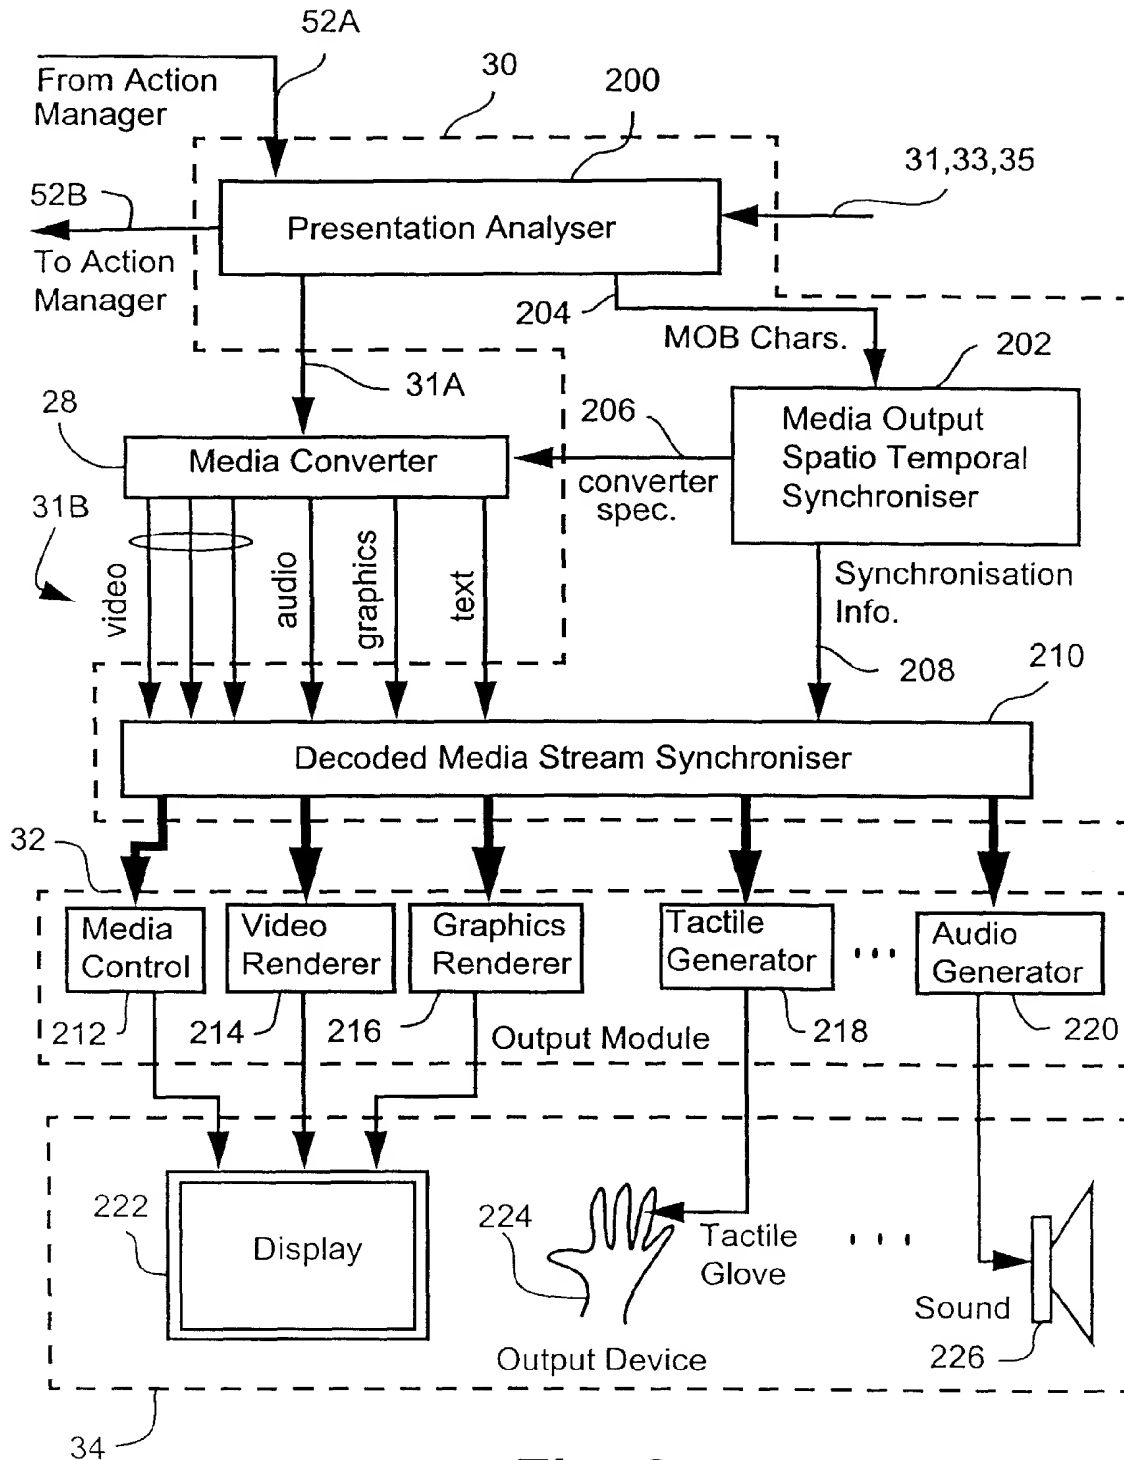 52A
From Action
Manager
30
200
31,33,35
52B
Presentation Analyser
To Action
Manager
204
MOB Chars.
202
31A
28
206
Media Output
Spatio Temporal
Synchroniser
Media Converter
converter
spec.
31B
video
audio
graphics
text
Synchronisation
Info.
208
210
Decoded Media Stream Synchroniser
32
Media
Control
Video
Renderer
Graphics
Renderer
Tactile
Generator
...
Audio
Generator
212
214
216
Output Module
218
220
222
Display
224
Tactile
Glove
...
Sound
226
Output Device
34